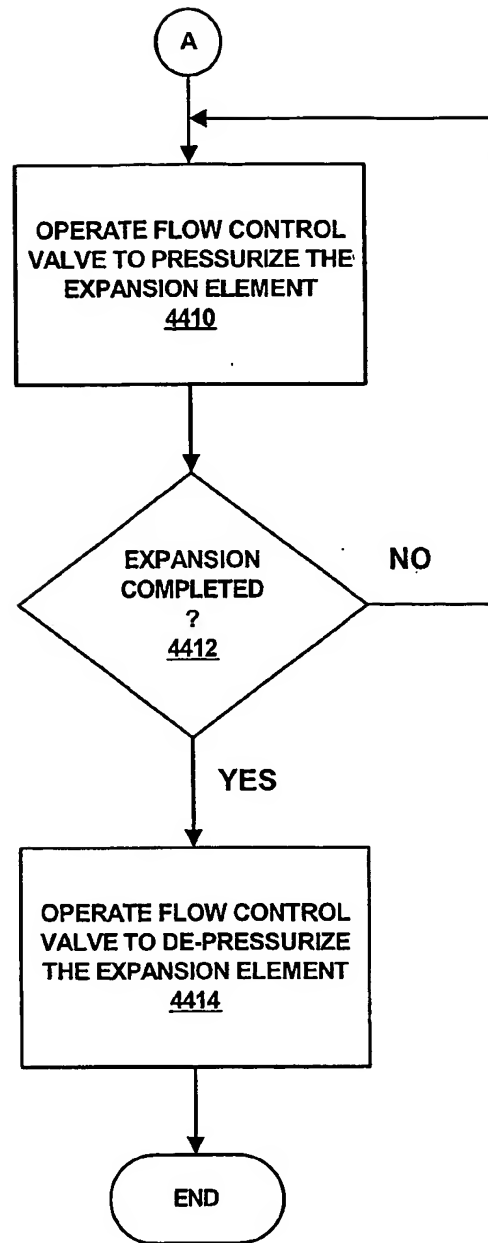 A
OPERATE FLOW CONTROL
VALVE TO PRESSURIZE THE
EXPANSION ELEMENT
4410
EXPANSION
COMPLETED
?
4412
NO
YES
OPERATE FLOW CONTROL
VALVE TO DE-PRESSURIZE
THE EXPANSION ELEMENT
4414
END